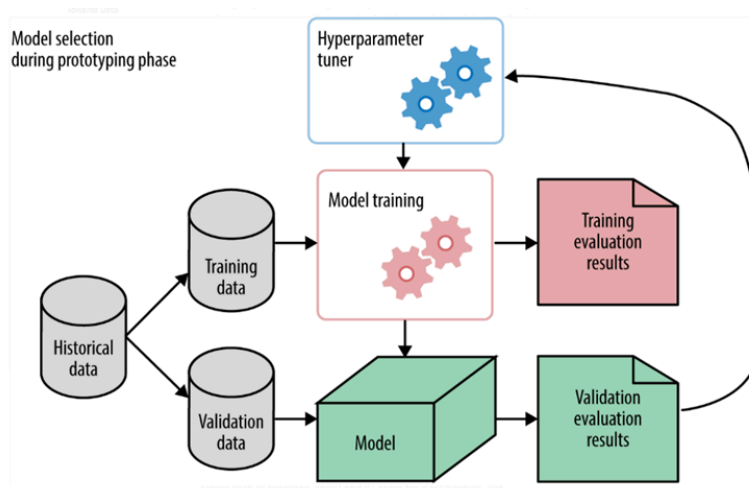 Model selection
during prototyping phase
Hyperparameter
tuner
Model training
Training
evaluation
results
Training
data
Historical
data
Validation
data
Model
Validation
evaluation
results